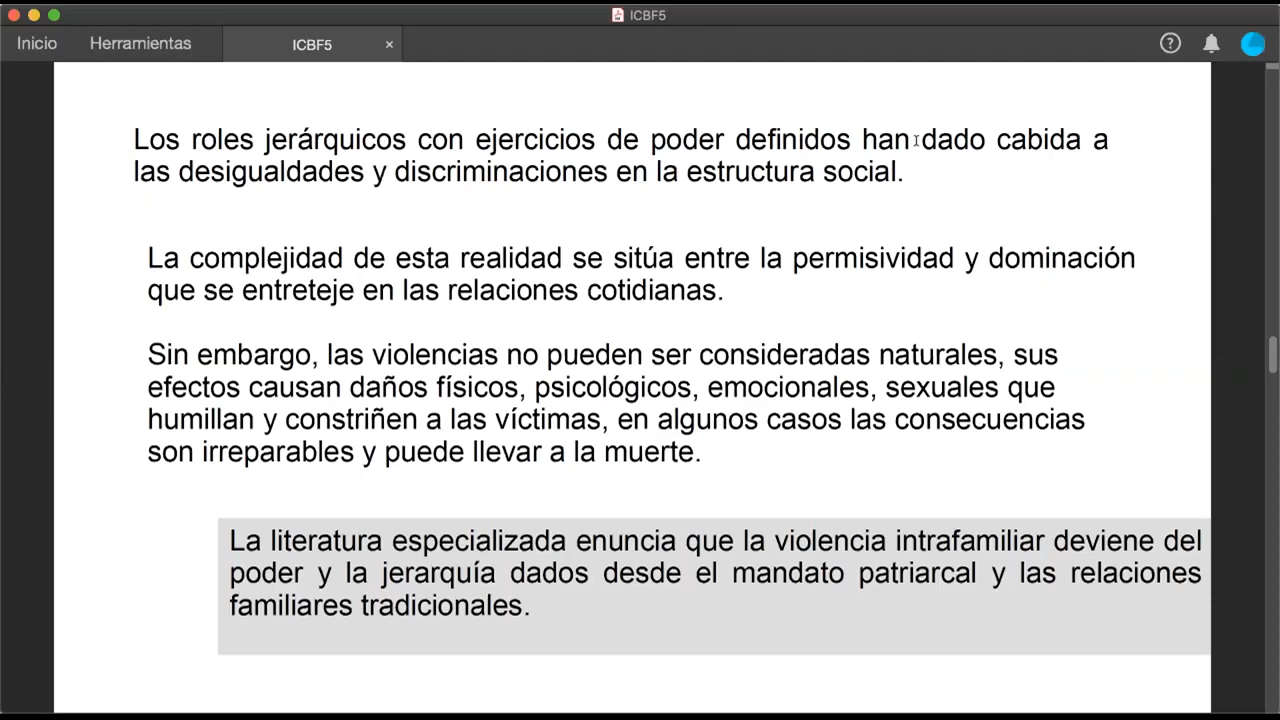 ICBF5
Inicio Herramientas ICBF5 ×
Los roles jerárquicos con ejercicios de poder definidos han dado cabida a
las desigualdades y discriminaciones en la estructura social.
La complejidad de esta realidad se sitúa entre la permisividad y dominación
que se entreteje en las relaciones cotidianas.
Sin embargo, las violencias no pueden ser consideradas naturales, sus
efectos causan daños físicos, psicológicos, emocionales, sexuales que
humillan y constriñen a las víctimas, en algunos casos las consecuencias
son irreparables y puede llevar a la muerte.
La literatura especializada enuncia que la violencia intrafamiliar deviene del
poder y la jerarquía dados desde el mandato patriarcal y las relaciones
familiares tradicionales.